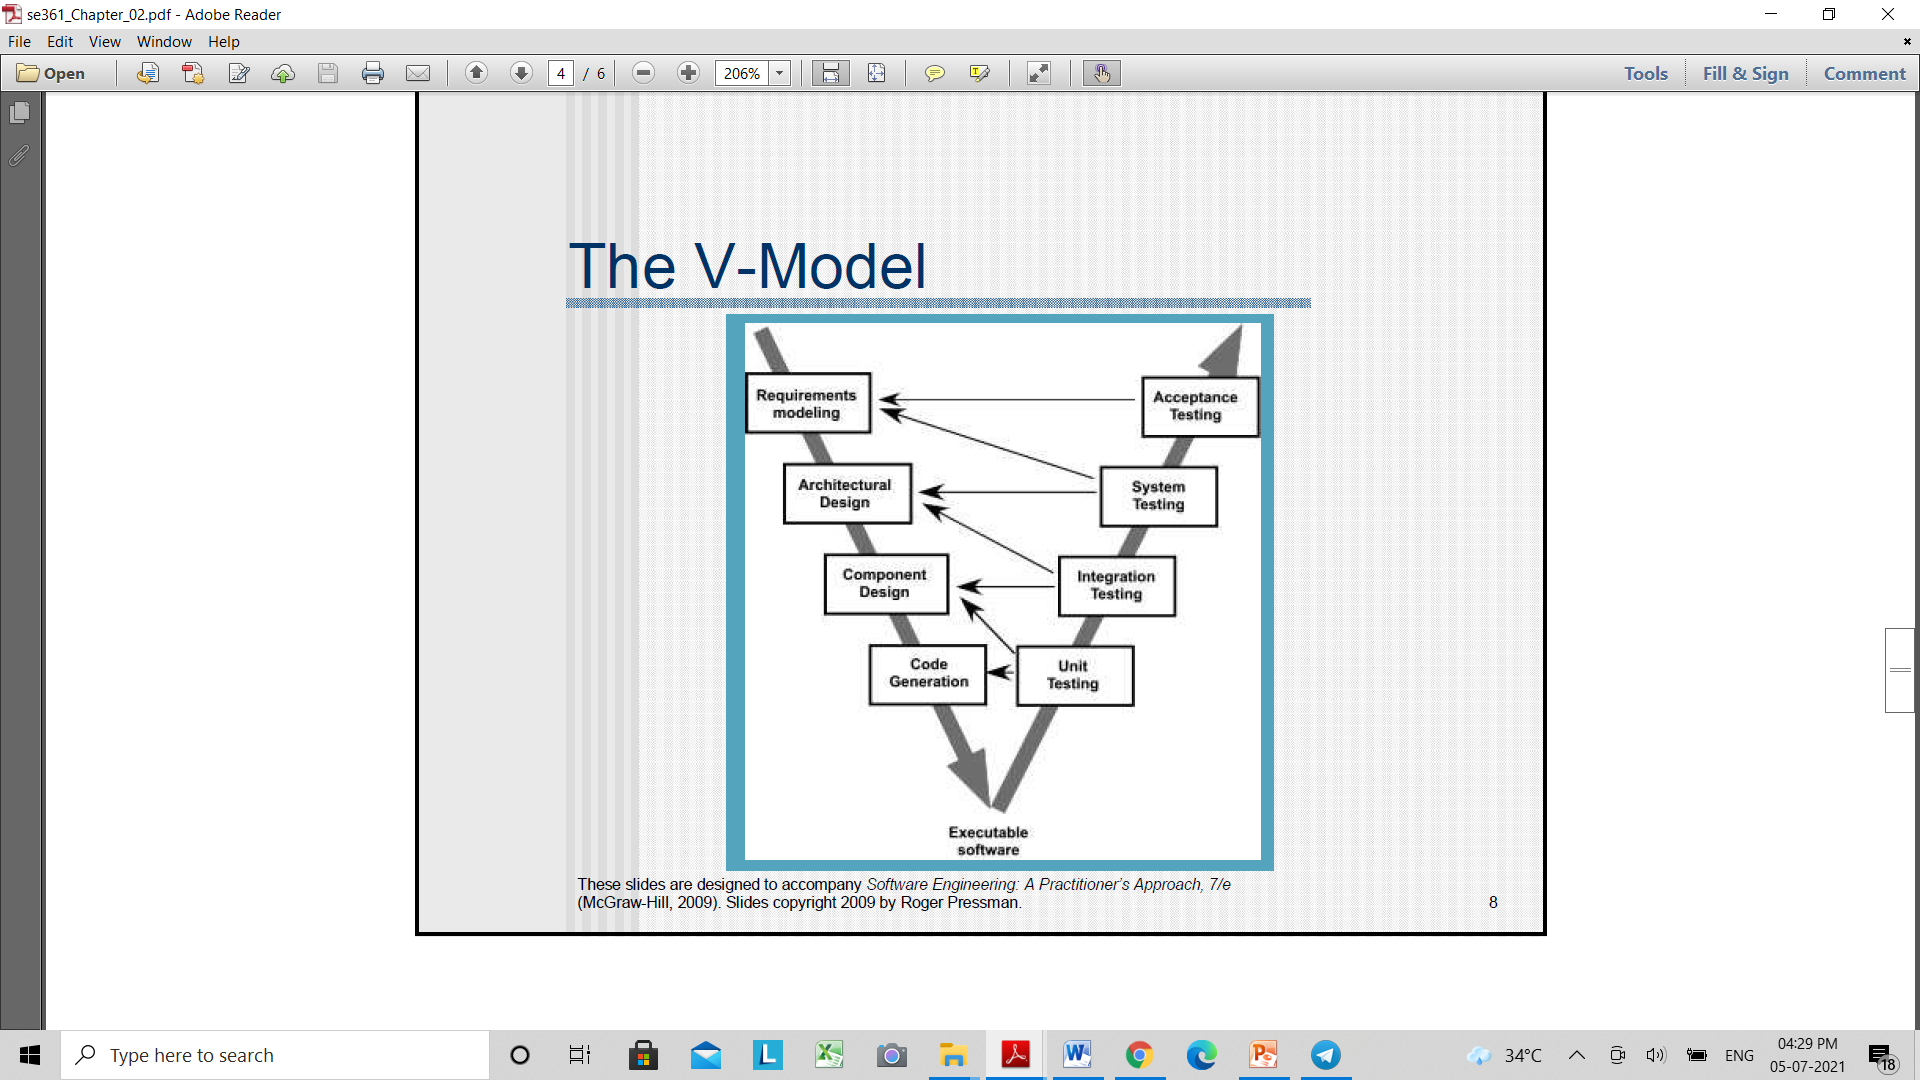 se361_Chapter_02.pdf - Adobe Reader
File Edit View Window Help
Open 4 / 6 206% Tools Fill & Sign Comment
The V-Model
Requirements
modeling
Acceptance
Testing
Architectural
Design
System
Testing
Component
Design
Integration
Testing
Code
Generation
Unit
Testing
Executable
software
These slides are designed to accompany Software Engineering: A Practitioner's Approach, 7/e
(McGraw-Hill, 2009). Slides copyright 2009 by Roger Pressman.
8
Type here to search
34°C
ENG
04:29 PM
05-07-2021
18